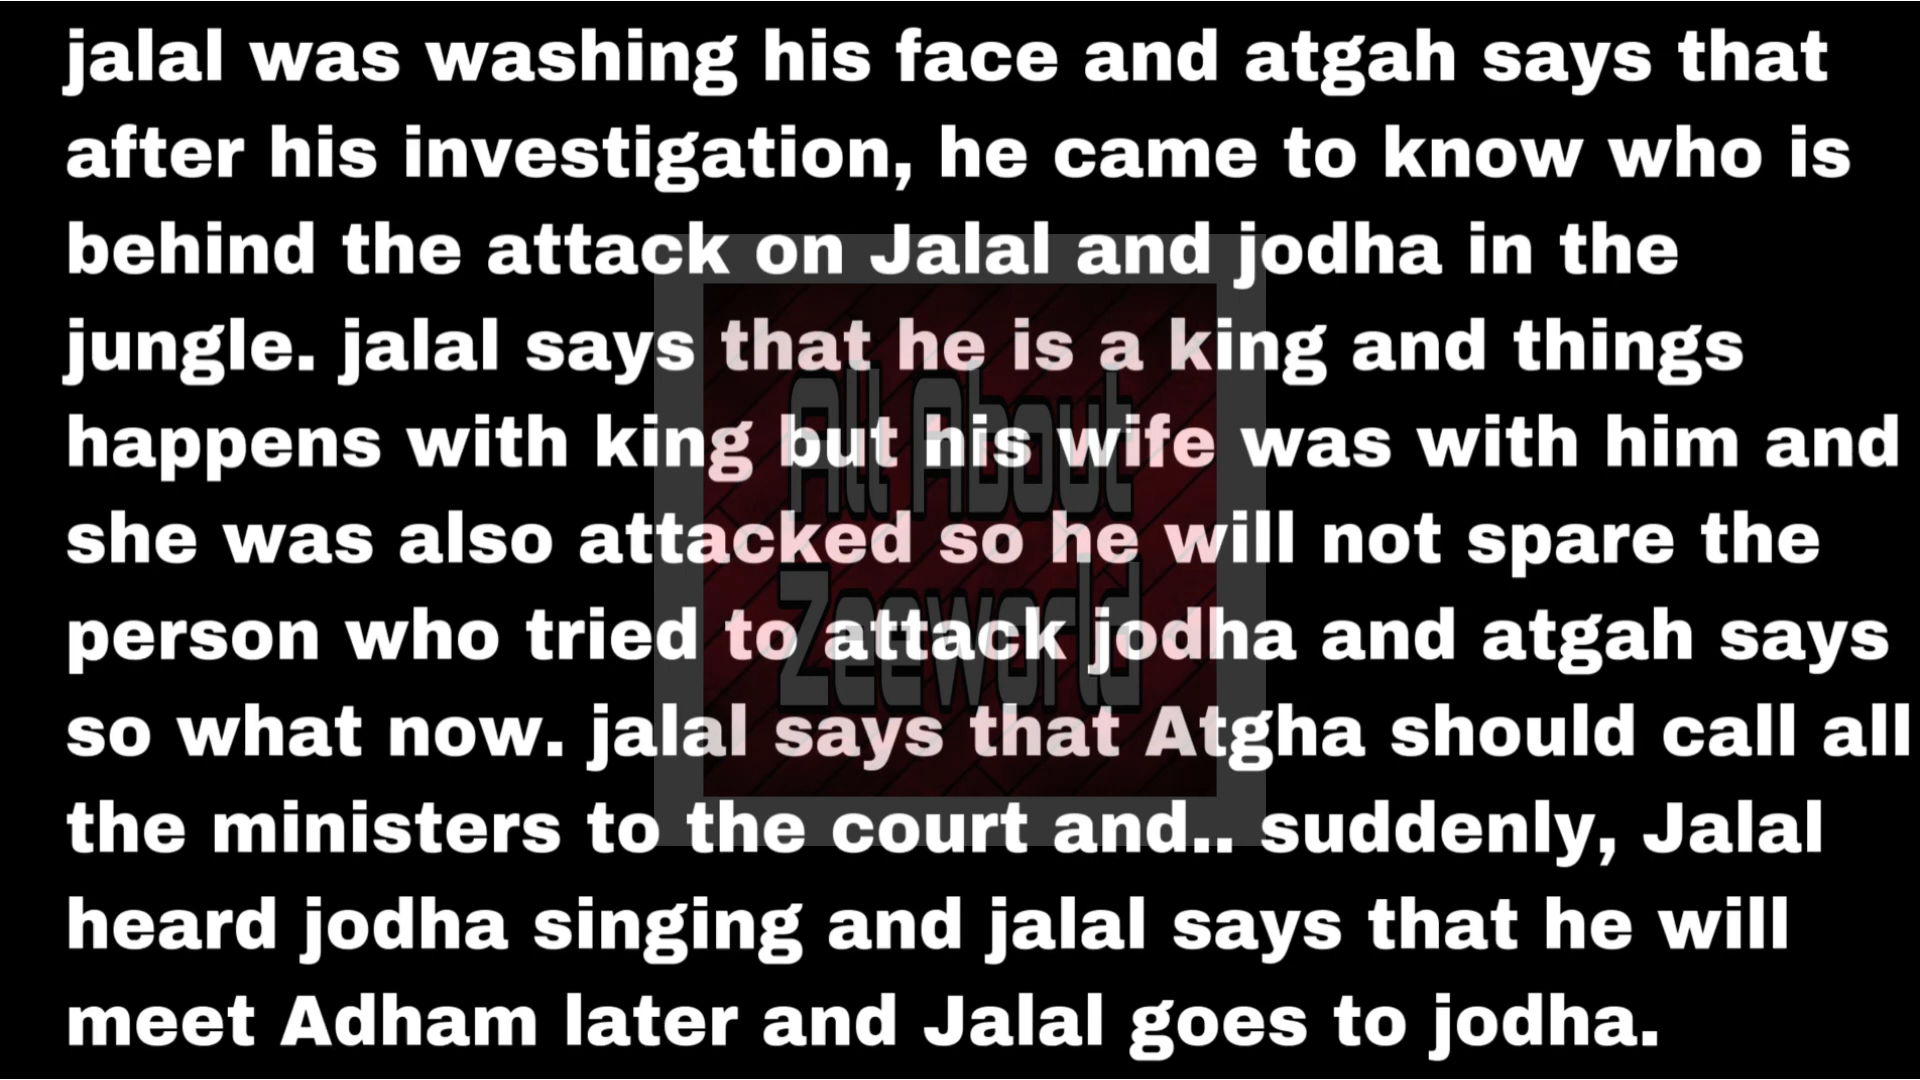 jalal was washing his face and atgah says that
after his investigation, he came to know who is
behind the attack on Jalal and jodha in the
jungle. jalal says that he is a king and things
happens with king but his wife was with him and
she was also attacked so he will not spare the
person who tried to attack jodha and atgah says
so what now. jalal says that Atgha should call all
the ministers to the court and.. suddenly, Jalal
heard jodha singing and jalal says that he will
meet Adham later and Jalal goes to jodha.
All About
Zeeworld